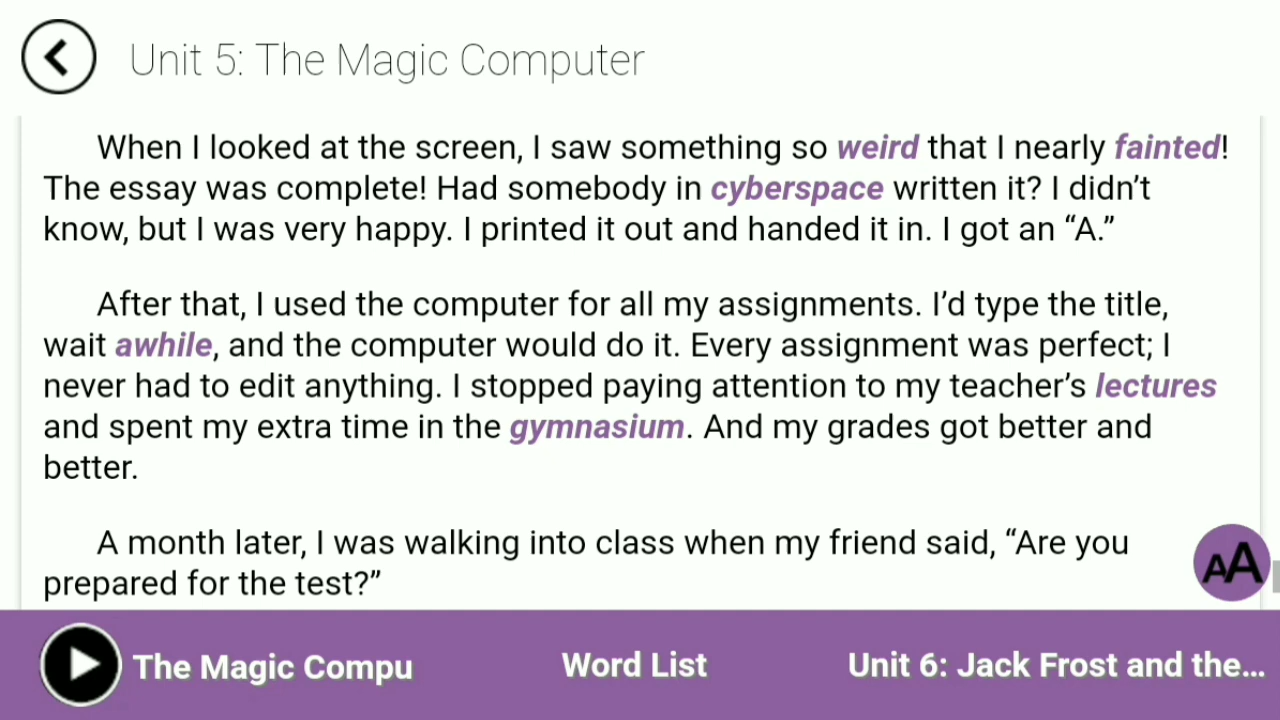 Unit 5: The Magic Computer
When I looked at the screen, I saw something so weird that I nearly fainted!
The essay was complete! Had somebody in cyberspace written it? I didn’t
know, but I was very happy. I printed it out and handed it in. I got an “A.”
After that, I used the computer for all my assignments. I’d type the title,
wait awhile, and the computer would do it. Every assignment was perfect; I
never had to edit anything. I stopped paying attention to my teacher’s lectures
and spent my extra time in the gymnasium. And my grades got better and
better.
A month later, I was walking into class when my friend said, “Are you
prepared for the test?”
AA
The Magic Compu
Word List
Unit 6: Jack Frost and the...